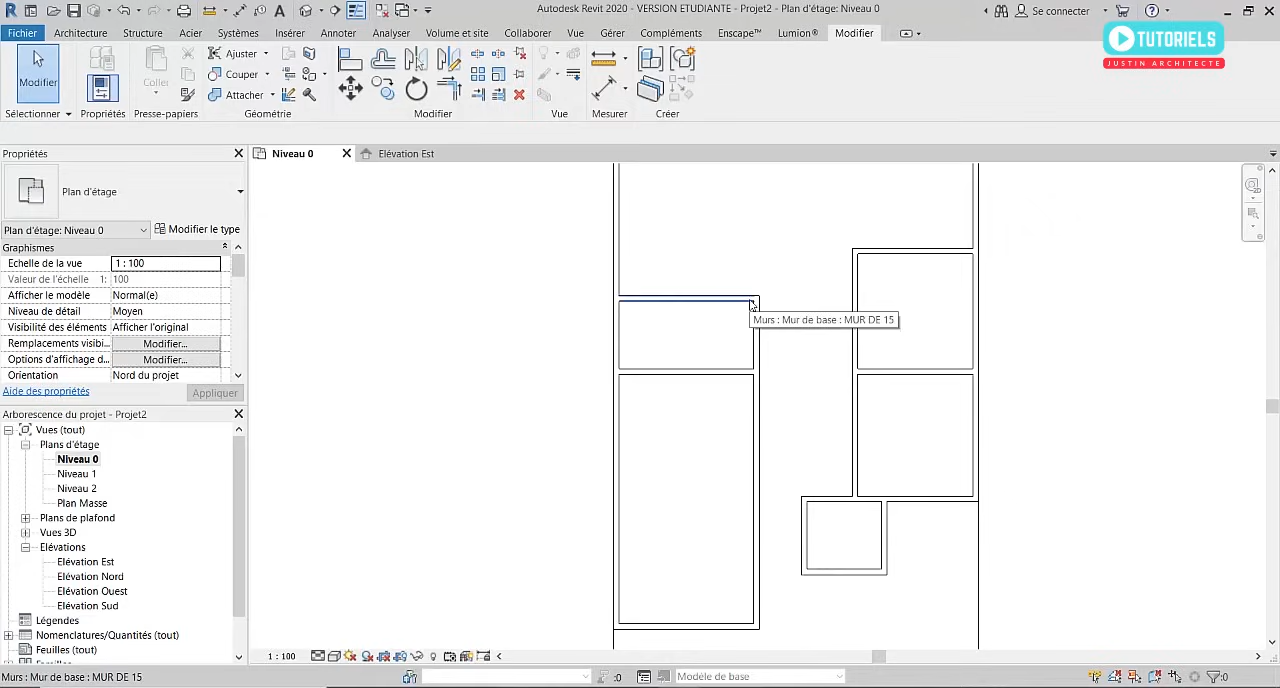 Autodesk Revit 2020 - VERSION ETUDIANTE - Projet2 - Plan d'étage: Niveau 0
Se connecter
Fichier Architecture Structure Acier Systèmes Insérer Annoter Analyser Volume et site Collaborer Vue Gérer Compléments Enscape™ Lumion® Modifier
TUTORIELS
JUSTIN ARCHITECTE
Modifier
Coller
Ajuster
Couper
Attacher
Sélectionner Propriétés Presse-papiers Géométrie Modifier Vue Mesurer Créer
Propriétés
Niveau 0
Elévation Est
Plan d'étage
Plan d'étage: Niveau 0
Modifier le type
Graphismes
Echelle de la vue 1 : 100
Valeur de l'échelle 1: 100
Afficher le modèle Normal(e)
Niveau de détail Moyen
Visibilité des éléments Afficher l'original
Remplacements visibi... Modifier...
Options d'affichage d... Modifier...
Orientation Nord du projet
Aide des propriétés
Appliquer
Murs : Mur de base : MUR DE 15
Arborescence du projet - Projet2
Vues (tout)
Plans d'étage
Niveau 0
Niveau 1
Niveau 2
Plan Masse
Plans de plafond
Vues 3D
Elévations
Elévation Est
Elévation Nord
Elévation Ouest
Elévation Sud
Légendes
Nomenclatures/Quantités (tout)
Feuilles (tout)
1 : 100
Murs : Mur de base : MUR DE 15
:0
Modèle de base
:0